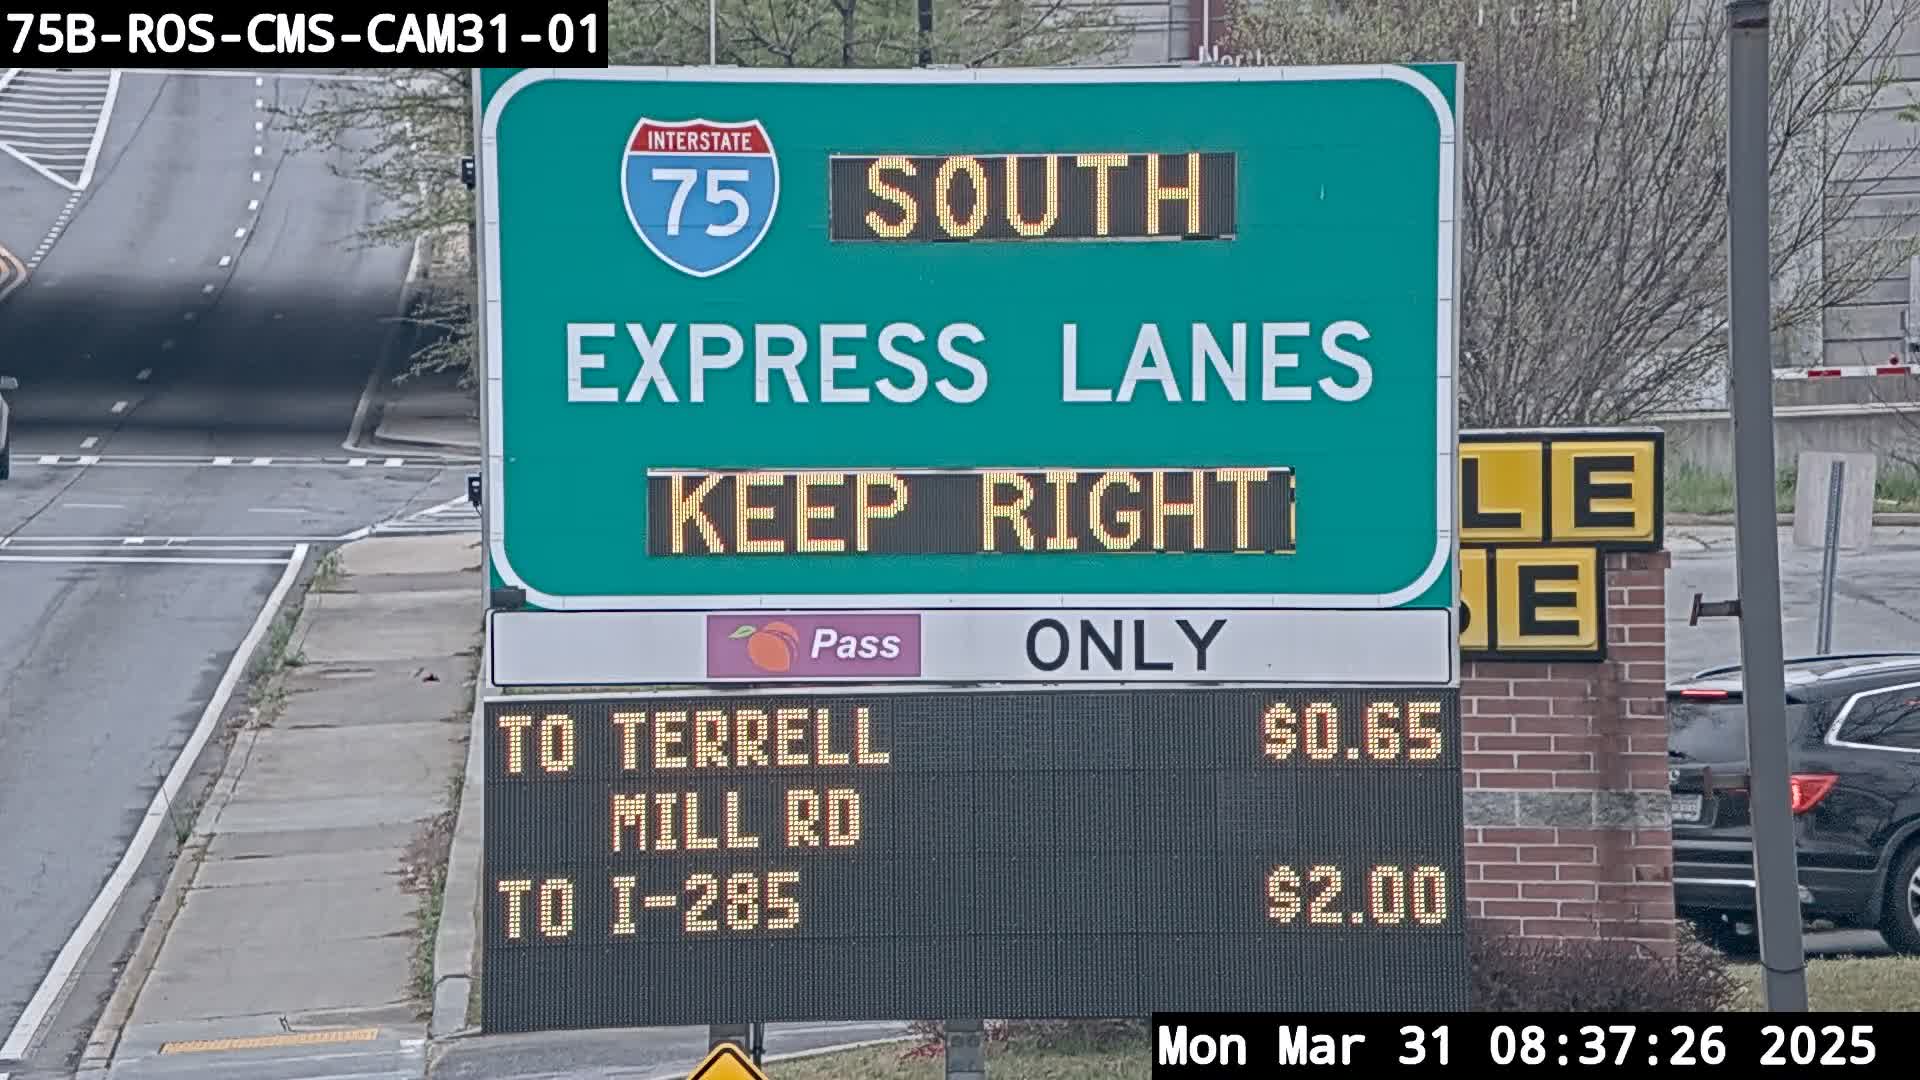 75B-ROS-CMS-CAM31-01
INTERSTATE
75
SOUTH
EXPRESS LANES
KEEP RIGHT
Pass ONLY
TO TERRELL $0.65
MILL RD
TO I-285 $2.00
LE
E
Mon Mar 31 08:37:26 2025